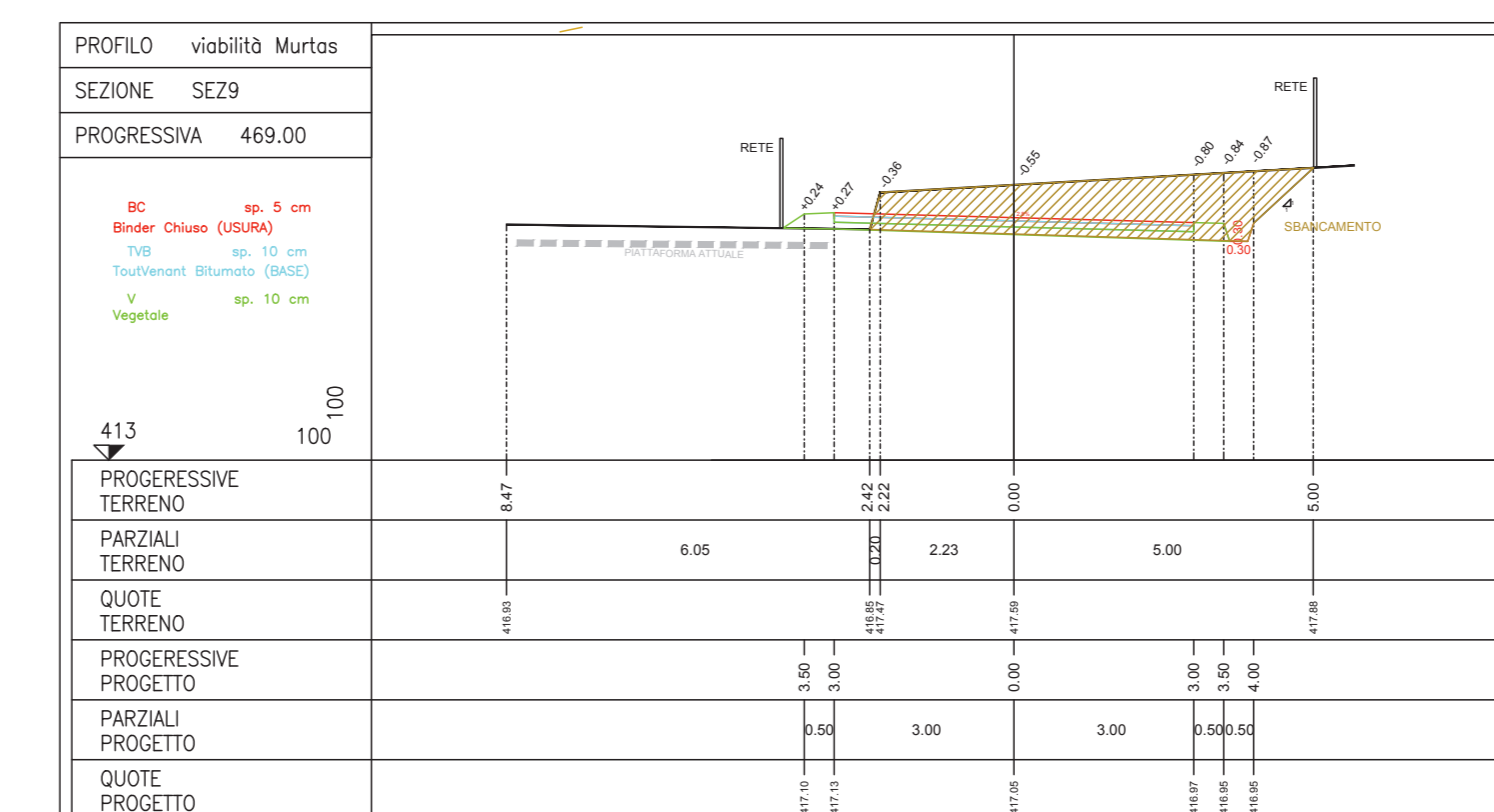 PROFILO viabilità Murtas
SEZIONE SEZ9
PROGRESSIVA 469.00
BC sp. 5 cm
Binder Chiuso (USURA)
TVB sp. 10 cm
ToutVenant Bitumato (BASE)
V sp. 10 cm
Vegetale
100
413 100
RETE
RETE
+0.24
+0.27
-0.36
-0.55
-0.80
-0.84
-0.87
PIATTAFORMA ATTUALE
SBANCAMENTO
0.30
0.30
PROGERESSIVE
TERRENO
8.47 2.42 2.22 0.00 5.00
PARZIALI
TERRENO
6.05 0.20 2.23 5.00
QUOTE
TERRENO
416.93 416.85 417.47 417.59 417.88
PROGERESSIVE
PROGETTO
3.50 3.00 0.00 3.00 3.50 4.00
PARZIALI
PROGETTO
0.50 3.00 3.00 0.50 0.50
QUOTE
PROGETTO
417.10 417.13 417.05 416.97 416.95 416.95